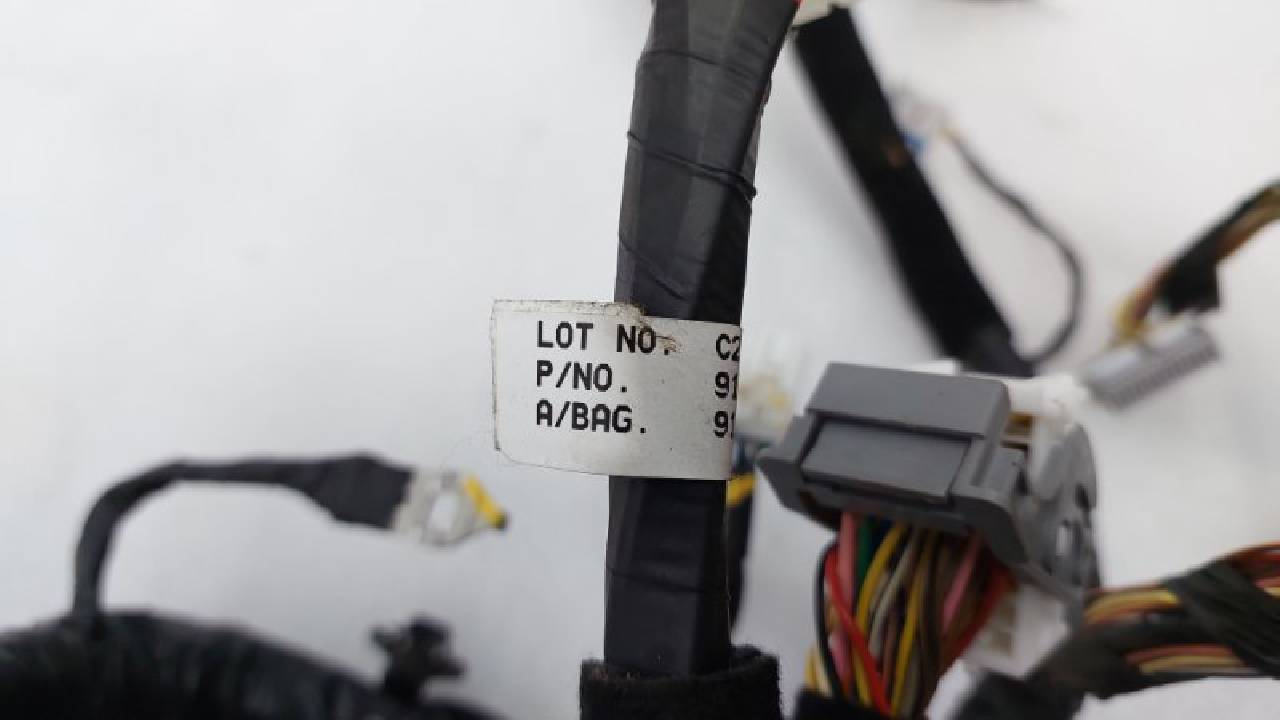 LOT NO. C2
P/NO. 91
A/BAG. 91